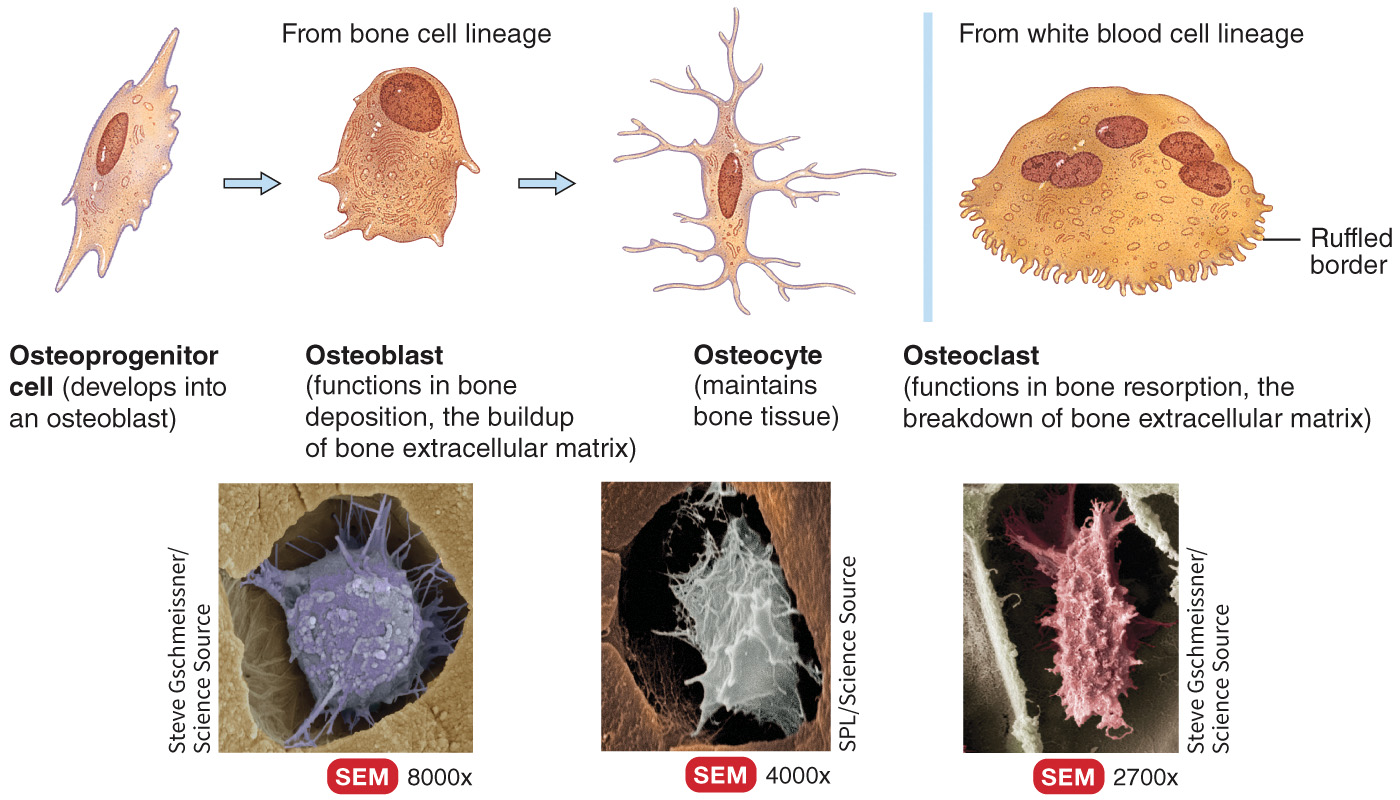 From bone cell lineage
From white blood cell lineage
Ruffled
border
Osteoprogenitor
cell (develops into
an osteoblast)
Osteoblast
(functions in bone
deposition, the buildup
of bone extracellular matrix)
Osteocyte
(maintains
bone tissue)
Osteoclast
(functions in bone resorption, the
breakdown of bone extracellular matrix)
Steve Gschmeissner/
Science Source
SPL/Science Source
Steve Gschmeissner/
Science Source
SEM 8000x
SEM 4000x
SEM 2700x